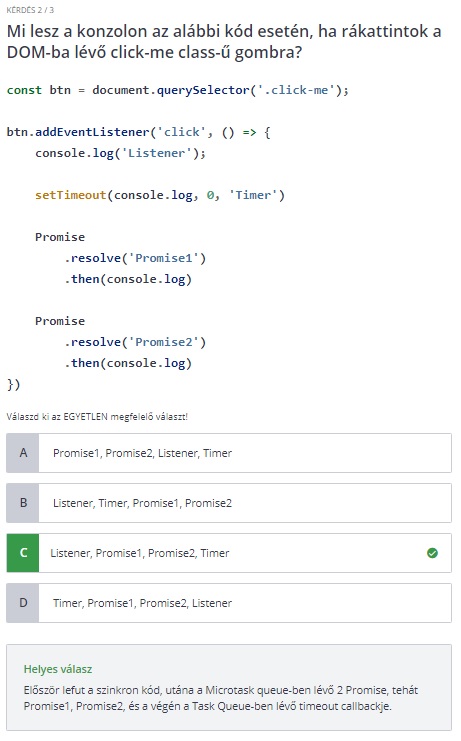 KÉRDÉS 2 / 3
Mi lesz a konzolon az alábbi kód esetén, ha rákattintok a
DOM-ba lévő click-me class-ű gombra?
const btn = document.querySelector('.click-me');
btn.addEventListener('click', () => {
    console.log('Listener');
    setTimeout(console.log, 0, 'Timer')
    Promise
        .resolve('Promise1')
        .then(console.log)
    Promise
        .resolve('Promise2')
        .then(console.log)
})
Válaszd ki az EGYETLEN megfelelő választ!
A Promise1, Promise2, Listener, Timer
B Listener, Timer, Promise1, Promise2
C Listener, Promise1, Promise2, Timer
D Timer, Promise1, Promise2, Listener
Helyes válasz
Először lefut a szinkron kód, utána a Microtask queue-ben lévő 2 Promise, tehát
Promise1, Promise2, és a végén a Task Queue-ben lévő timeout callbackje.